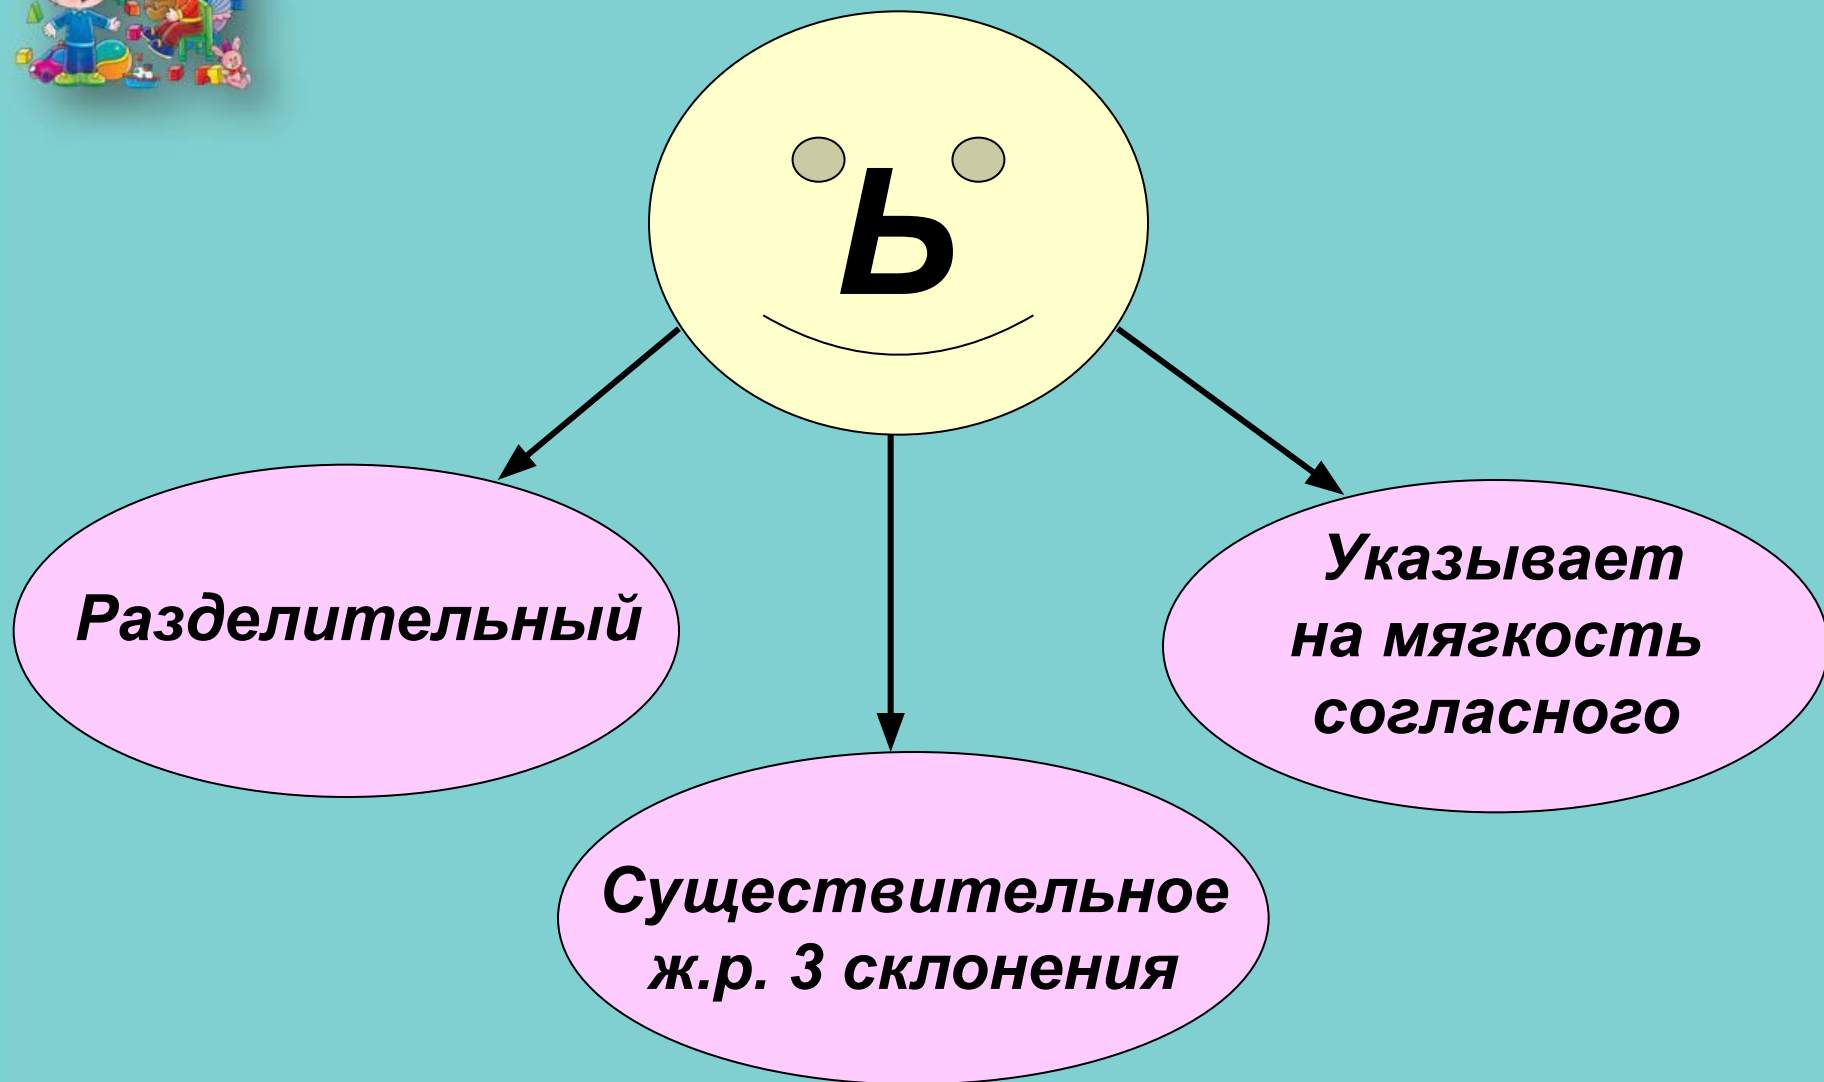 Ь
Разделительный
Указывает
на мягкость
согласного
Существительное
ж.р. 3 склонения